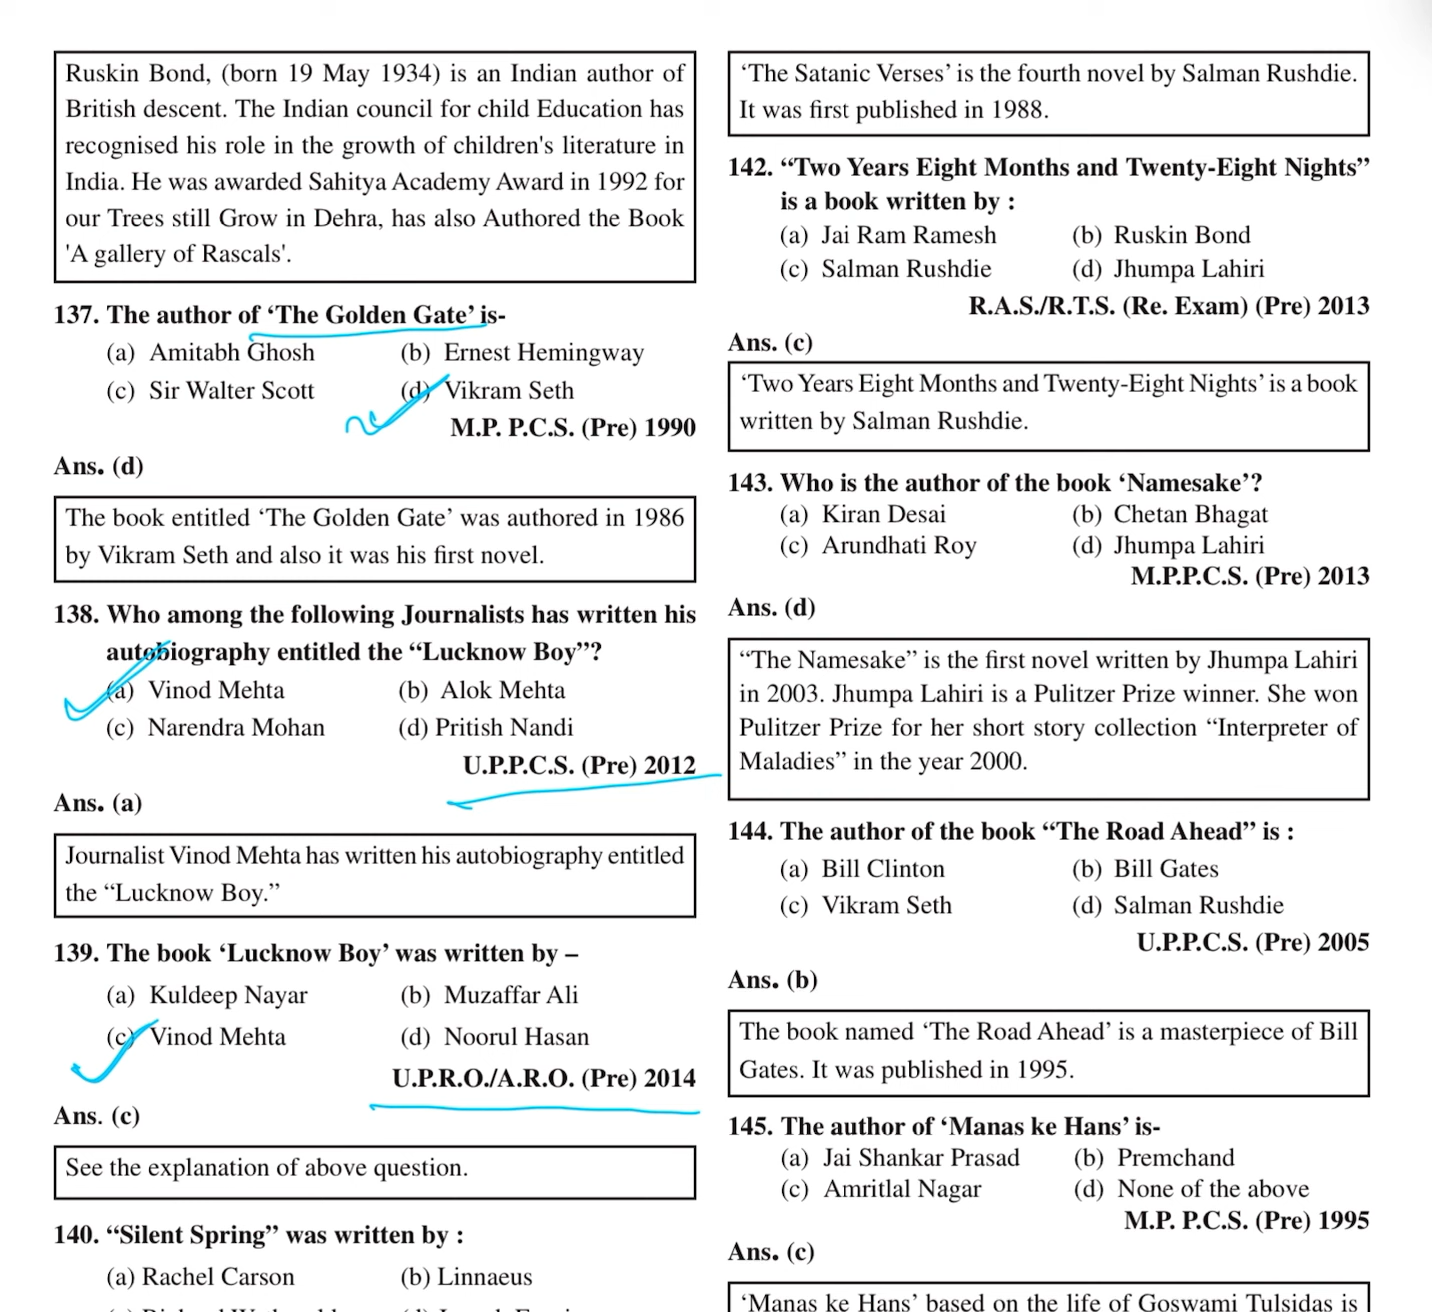 Ruskin Bond, (born 19 May 1934) is an Indian author of
British descent. The Indian council for child Education has
recognised his role in the growth of children's literature in
India. He was awarded Sahitya Academy Award in 1992 for
our Trees still Grow in Dehra, has also Authored the Book
'A gallery of Rascals'.
137. The author of ‘The Golden Gate’ is-
(a) Amitabh Ghosh (b) Ernest Hemingway
(c) Sir Walter Scott (d) Vikram Seth
M.P. P.C.S. (Pre) 1990
Ans. (d)
The book entitled ‘The Golden Gate’ was authored in 1986
by Vikram Seth and also it was his first novel.
138. Who among the following Journalists has written his
autobiography entitled the “Lucknow Boy”?
(a) Vinod Mehta (b) Alok Mehta
(c) Narendra Mohan (d) Pritish Nandi
U.P.P.C.S. (Pre) 2012
Ans. (a)
Journalist Vinod Mehta has written his autobiography entitled
the “Lucknow Boy.”
139. The book ‘Lucknow Boy’ was written by –
(a) Kuldeep Nayar (b) Muzaffar Ali
(c) Vinod Mehta (d) Noorul Hasan
U.P.R.O./A.R.O. (Pre) 2014
Ans. (c)
See the explanation of above question.
140. “Silent Spring” was written by :
(a) Rachel Carson (b) Linnaeus
‘The Satanic Verses’ is the fourth novel by Salman Rushdie.
It was first published in 1988.
142. “Two Years Eight Months and Twenty-Eight Nights”
is a book written by :
(a) Jai Ram Ramesh (b) Ruskin Bond
(c) Salman Rushdie (d) Jhumpa Lahiri
R.A.S./R.T.S. (Re. Exam) (Pre) 2013
Ans. (c)
‘Two Years Eight Months and Twenty-Eight Nights’ is a book
written by Salman Rushdie.
143. Who is the author of the book ‘Namesake’?
(a) Kiran Desai (b) Chetan Bhagat
(c) Arundhati Roy (d) Jhumpa Lahiri
M.P.P.C.S. (Pre) 2013
Ans. (d)
“The Namesake” is the first novel written by Jhumpa Lahiri
in 2003. Jhumpa Lahiri is a Pulitzer Prize winner. She won
Pulitzer Prize for her short story collection “Interpreter of
Maladies” in the year 2000.
144. The author of the book “The Road Ahead” is :
(a) Bill Clinton (b) Bill Gates
(c) Vikram Seth (d) Salman Rushdie
U.P.P.C.S. (Pre) 2005
Ans. (b)
The book named ‘The Road Ahead’ is a masterpiece of Bill
Gates. It was published in 1995.
145. The author of ‘Manas ke Hans’ is-
(a) Jai Shankar Prasad (b) Premchand
(c) Amritlal Nagar (d) None of the above
M.P. P.C.S. (Pre) 1995
Ans. (c)
‘Manas ke Hans’ based on the life of Goswami Tulsidas is